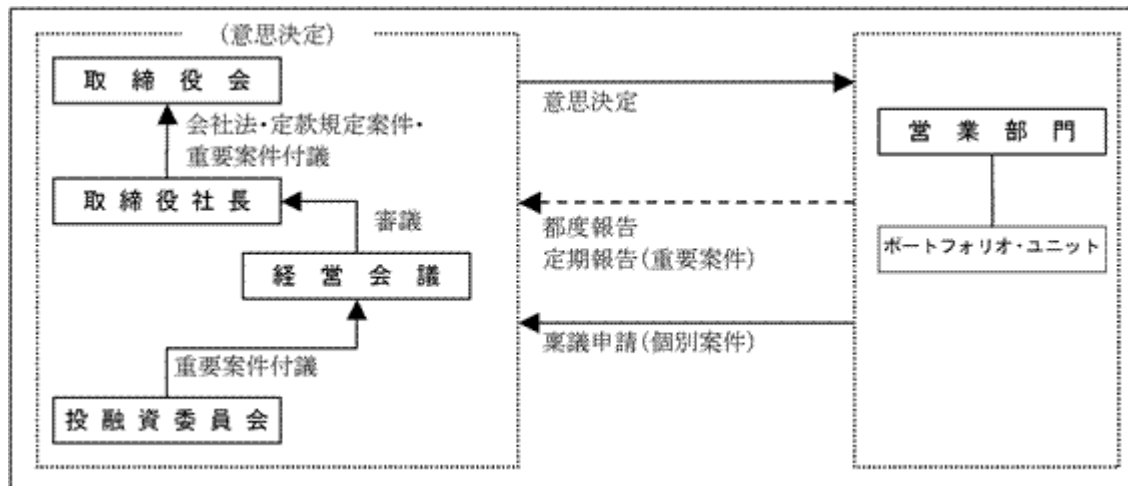 (意思決定)
取締役会
会社法・定款規定案件・
重要案件付議
取締役社長
審議
経営会議
重要案件付議
投融資委員会
意思決定
都度報告
定期報告(重要案件)
稟議申請(個別案件)
営業部門
ポートフォリオ・ユニット